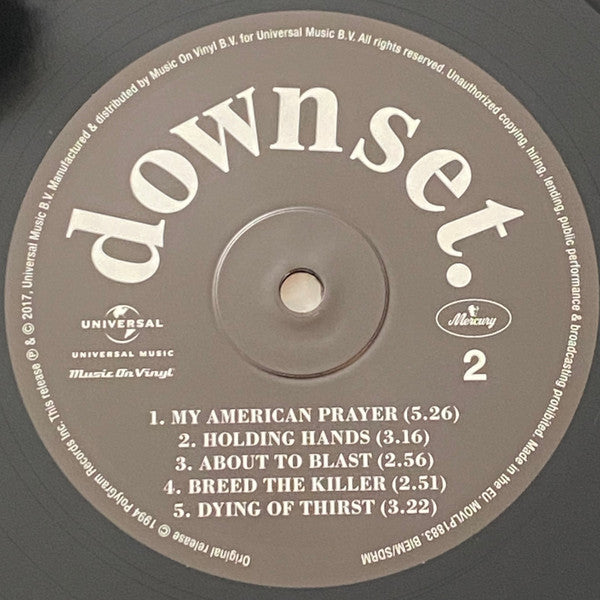 Original release ℗ & © 1994 PolyGram Records Inc. This release ℗ & © 2017, Universal Music B.V. Manufactured & distributed by Music On Vinyl B.V. for Universal Music B.V. All rights reserved. Unauthorized copying, hiring, lending, public performance & broadcasting prohibited. Made in the EU. MOVLP1883. BIEM/SDRM
downset.
UNIVERSAL
UNIVERSAL MUSIC
Music On Vinyl
Mercury
2
1. MY AMERICAN PRAYER (5.26)
2. HOLDING HANDS (3.16)
3. ABOUT TO BLAST (2.56)
4. BREED THE KILLER (2.51)
5. DYING OF THIRST (3.22)